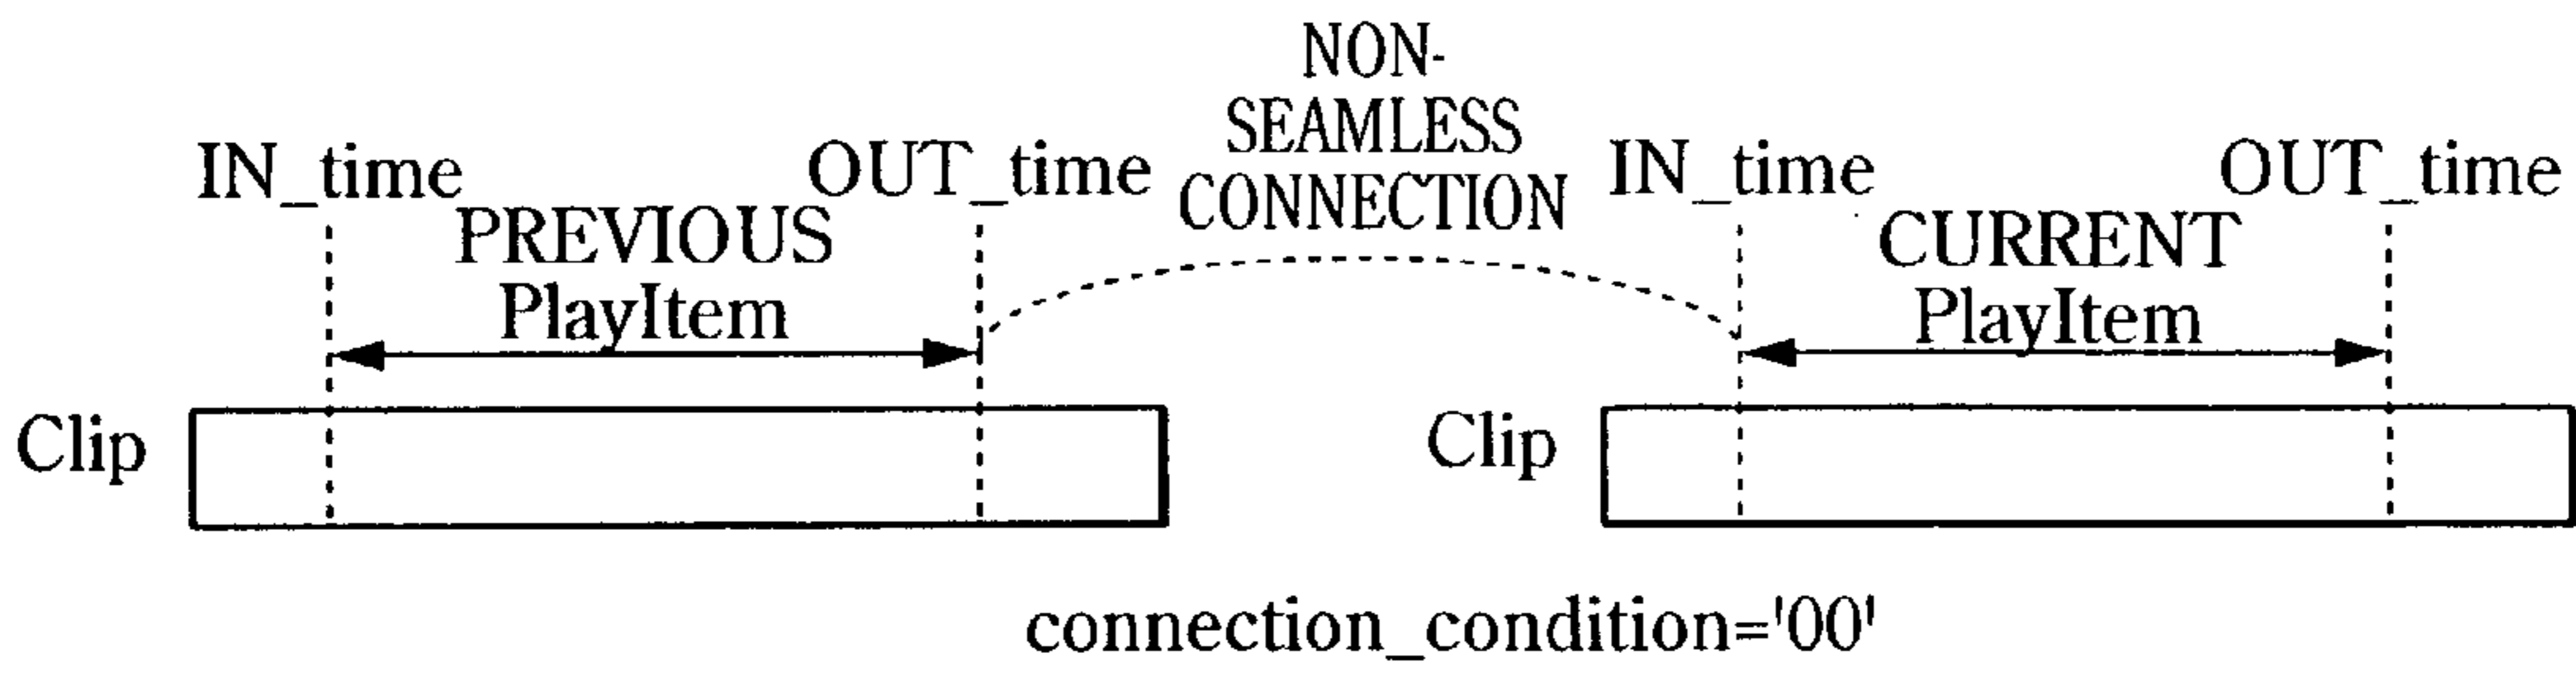 NON-
SEAMLESS
CONNECTION
IN_time
OUT_time
IN_time
OUT_time
PREVIOUS
PlayItem
CURRENT
PlayItem
Clip
Clip
connection_condition='00'